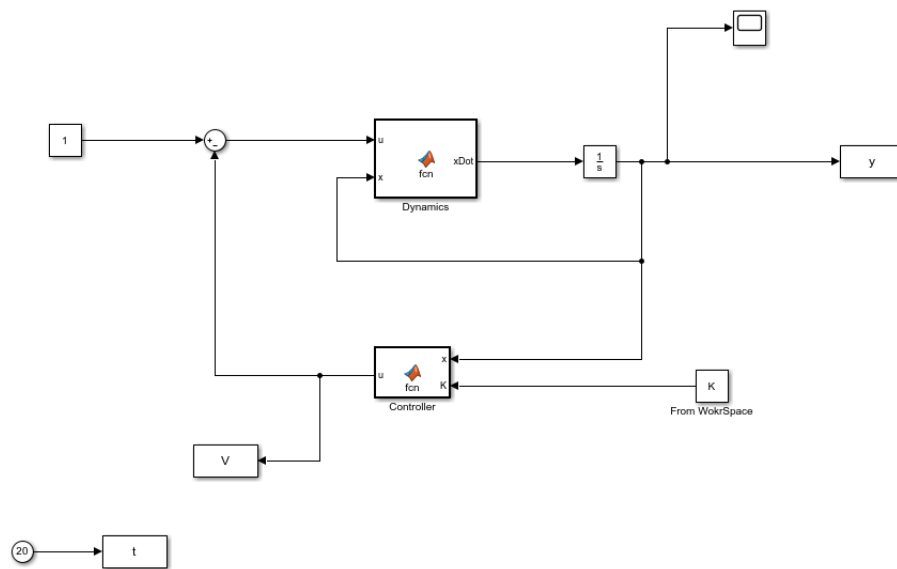 1
+
−
u
x
fcn
xDot
Dynamics
1
s
y
x
K
u
fcn
Controller
K
From WokrSpace
V
20
t